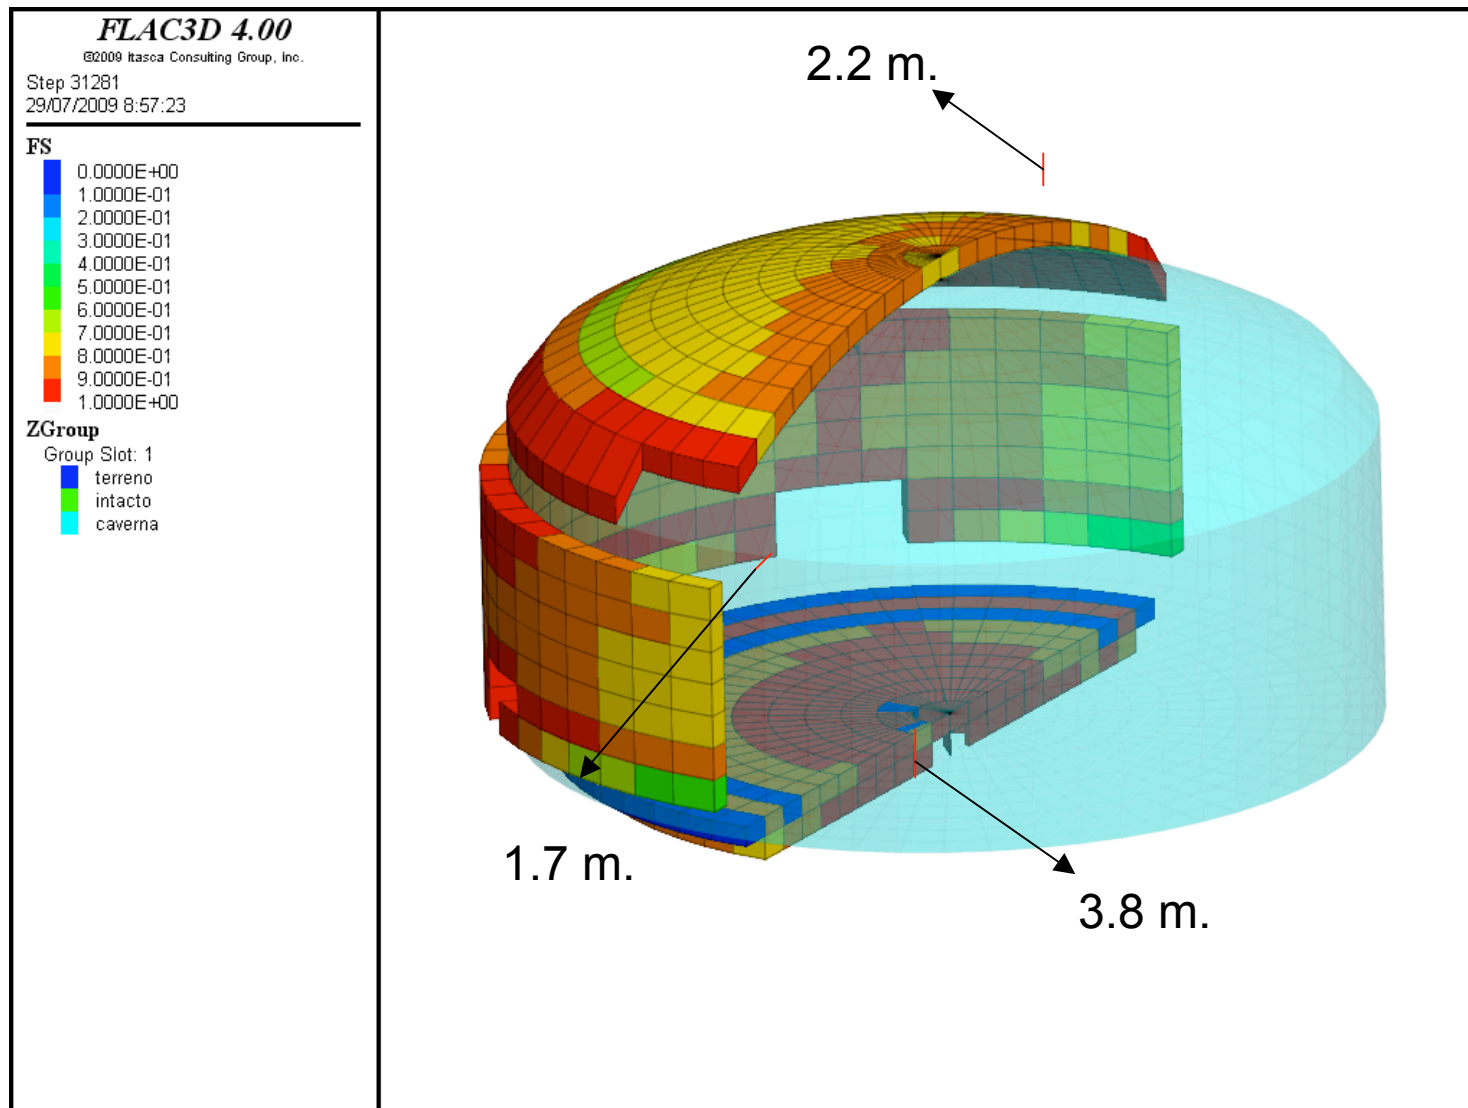 FLAC3D 4.00
©2009 Itasca Consulting Group, Inc.
Step 31281
29/07/2009 8:57:23
FS
0.0000E+00
1.0000E-01
2.0000E-01
3.0000E-01
4.0000E-01
5.0000E-01
6.0000E-01
7.0000E-01
8.0000E-01
9.0000E-01
1.0000E+00
ZGroup
Group Slot: 1
terreno
intacto
caverna
2.2 m.
1.7 m.
3.8 m.